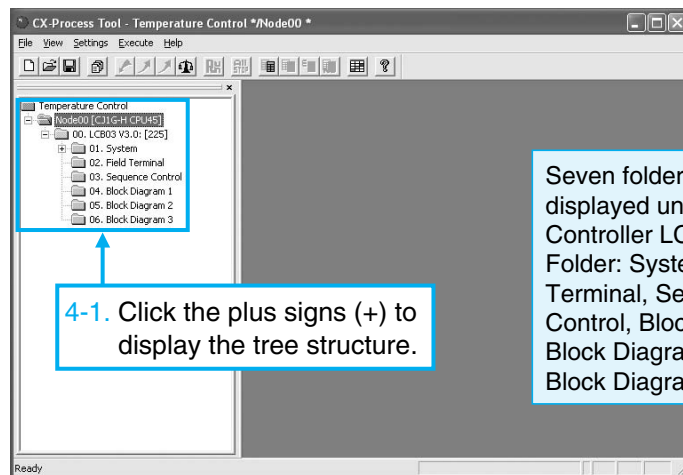 CX-Process Tool - Temperature Control */Node00 *
File View Settings Execute Help
Temperature Control
Node00 [CJ1G-H CPU45]
00. LCB03 V3.0: [225]
01. System
02. Field Terminal
03. Sequence Control
04. Block Diagram 1
05. Block Diagram 2
06. Block Diagram 3
4-1. Click the plus signs (+) to
display the tree structure.
Seven folder
displayed un
Controller LC
Folder: Syste
Terminal, Se
Control, Bloc
Block Diagra
Block Diagra
Ready